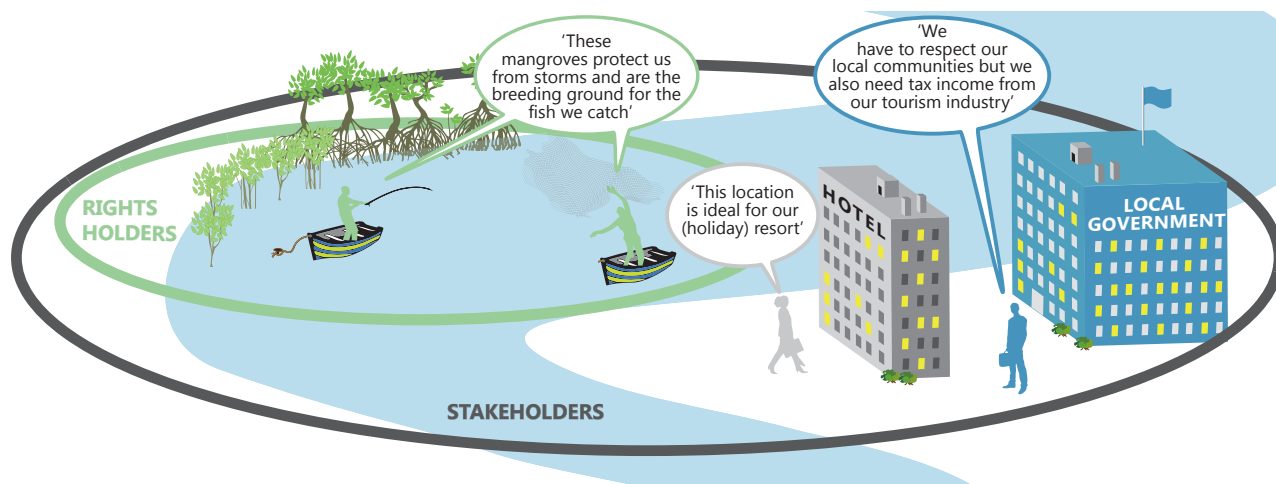 ‘These
mangroves protect us
from storms and are the
breeding ground for the
fish we catch’
‘We
have to respect our
local communities but we
also need tax income from
our tourism industry’
RIGHTS
HOLDERS
‘This location
is ideal for our
(holiday) resort’
HOTEL
LOCAL
GOVERNMENT
STAKEHOLDERS